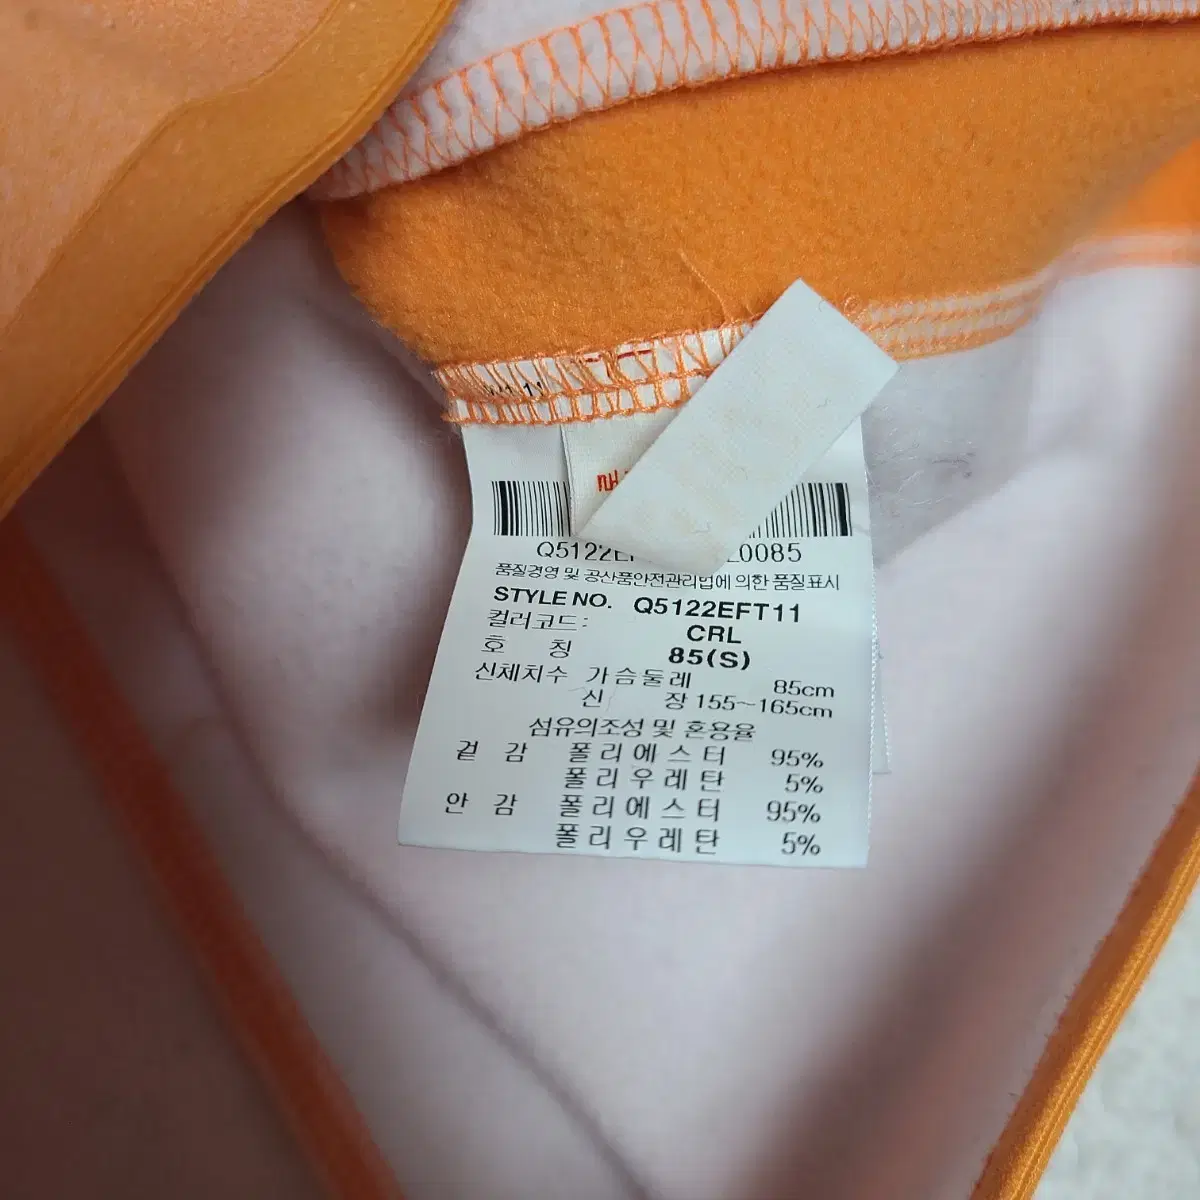 품질경영 및 공산품안전관리법에 의한 품질표시
STYLE NO. Q5122EFT11
컬러코드: CRL
호 칭 85(S)
신체치수 가슴둘레 85cm
신 장 155~165cm
섬유의조성 및 혼용율
겉 감 폴리에스터 95%
폴리우레탄 5%
안 감 폴리에스터 95%
폴리우레탄 5%